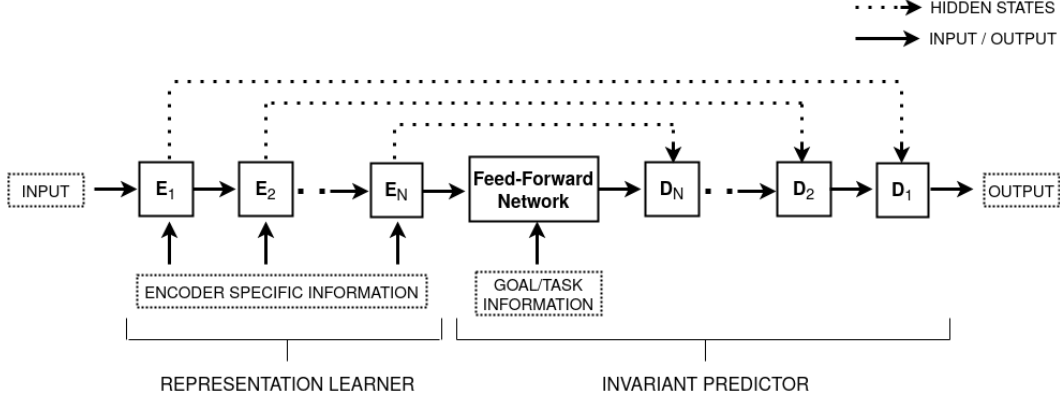 HIDDEN STATES
INPUT / OUTPUT
INPUT
E1
E2
EN
Feed-Forward
Network
DN
D2
D1
OUTPUT
ENCODER SPECIFIC INFORMATION
GOAL/TASK
INFORMATION
REPRESENTATION LEARNER
INVARIANT PREDICTOR